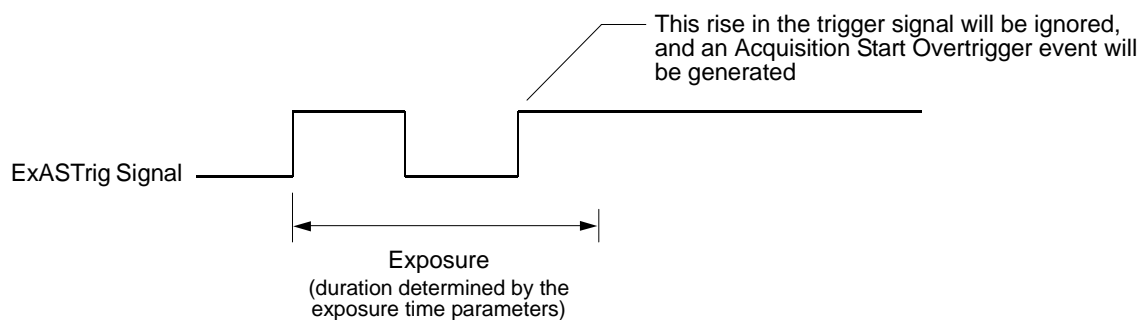 This rise in the trigger signal will be ignored,
and an Acquisition Start Overtrigger event will
be generated
ExASTrig Signal
Exposure
(duration determined by the
exposure time parameters)